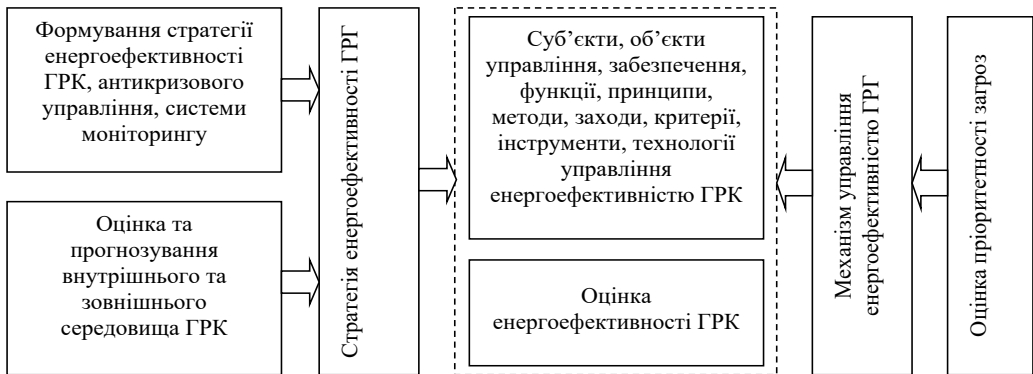 Формування стратегії
енергоефективності
ГРК, антикризового
управління, системи
моніторингу
Оцінка та
прогнозування
внутрішнього та
зовнішнього
середовища ГРК
Стратегія енергоефективності ГРГ
Суб’єкти, об’єкти
управління, забезпечення,
функції, принципи,
методи, заходи, критерії,
інструменти, технології
управління
енергоефективністю ГРК
Оцінка
енергоефективності ГРК
Механізм управління
енергоефективністю ГРГ
Оцінка пріоритетності загроз